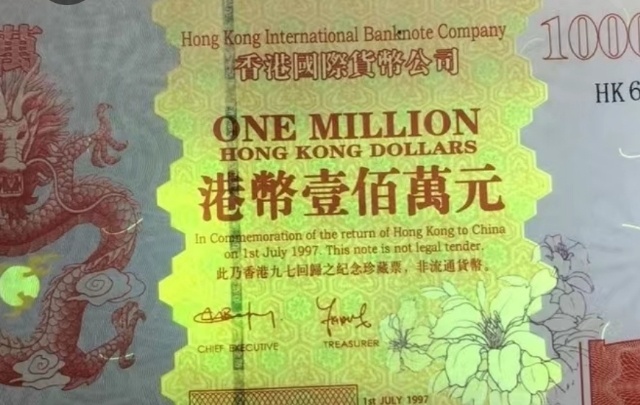 萬
Hong Kong International Banknote Company
香港國際貨幣公司
1000
HK6
ONE MILLION
HONG KONG DOLLARS
港幣壹佰萬元
In Commemoration of the return of Hong Kong to China
on 1st July 1997. This note is not legal tender.
此乃香港九七回歸之紀念珍藏票，非流通貨幣。
CHIEF EXECUTIVE
TREASURER
1st JULY 1997